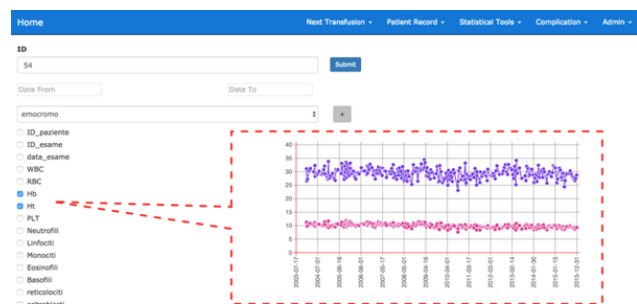 Home Next Transfusion Patient Record Statistical Tools Complication Admin
ID
54 Submit
Date From Date To
emocromo +
ID_paziente
ID_esame
data_esame
WBC
RBC
Hb
Ht
PLT
Neutrofili
Linfociti
Monociti
Eosinofili
Basofili
reticolociti
40
35
30
25
20
15
10
5
0
2003-07-17 2004-07-01 2005-06-16 2006-06-01 2007-05-17 2008-05-01 2009-04-16 2010-04-01 2011-03-17 2012-03-01 2013-02-14 2014-01-30 2015-01-15 2015-12-31